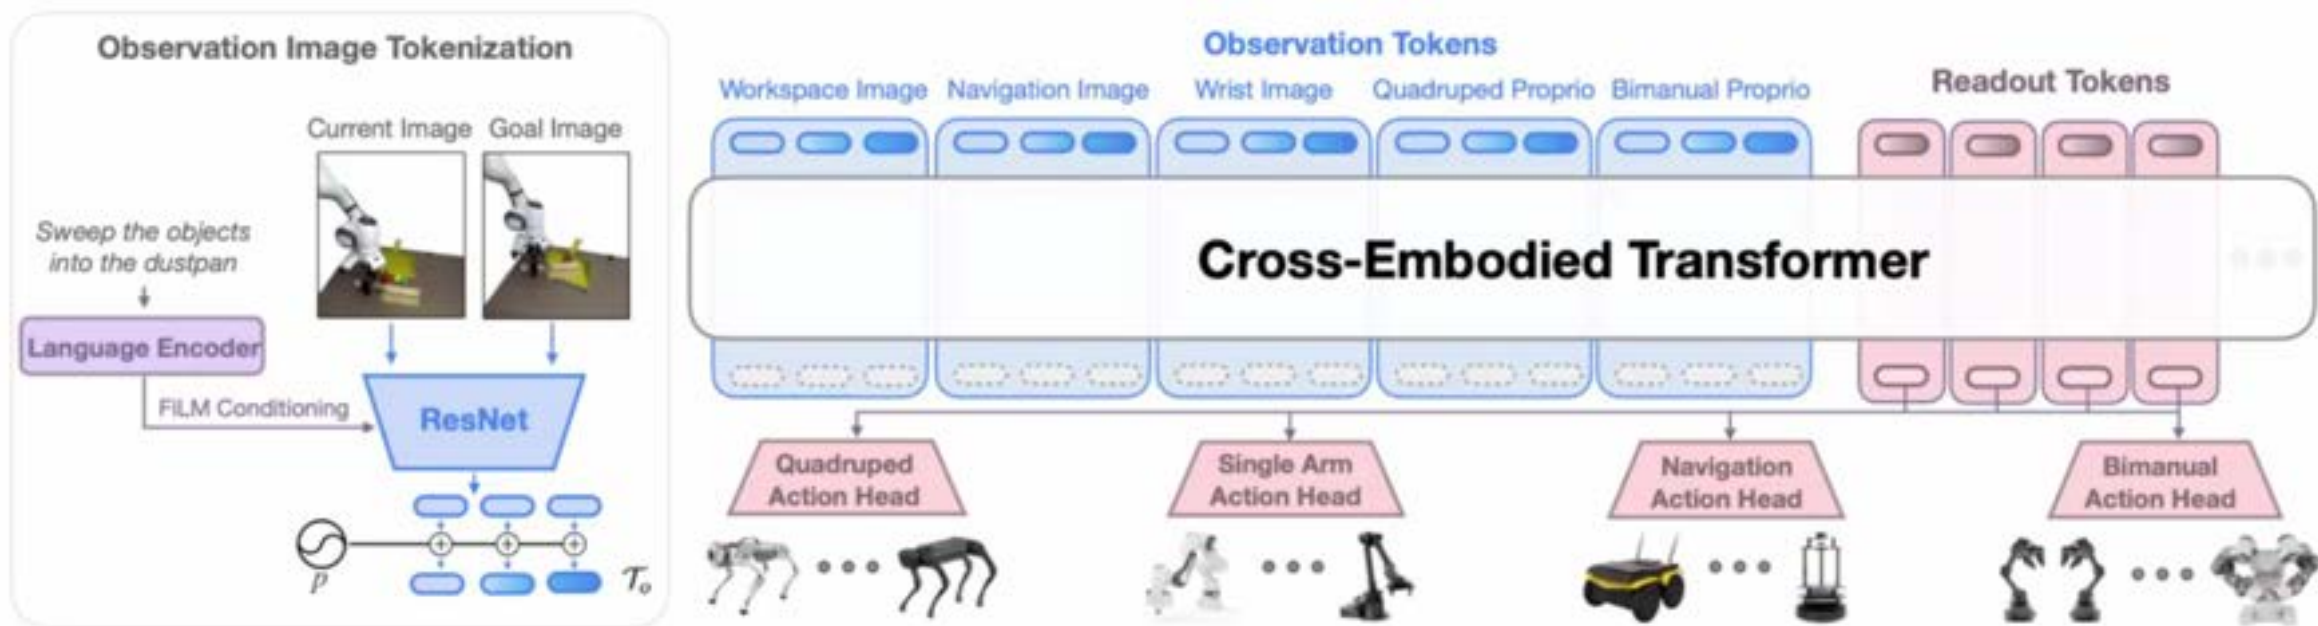 Observation Image Tokenization
Current Image Goal Image
Sweep the objects
into the dustpan
Language Encoder
FiLM Conditioning
ResNet
p
𝒯o
Observation Tokens
Workspace Image Navigation Image Wrist Image Quadruped Proprio Bimanual Proprio
Readout Tokens
Cross-Embodied Transformer
Quadruped
Action Head
Single Arm
Action Head
Navigation
Action Head
Bimanual
Action Head